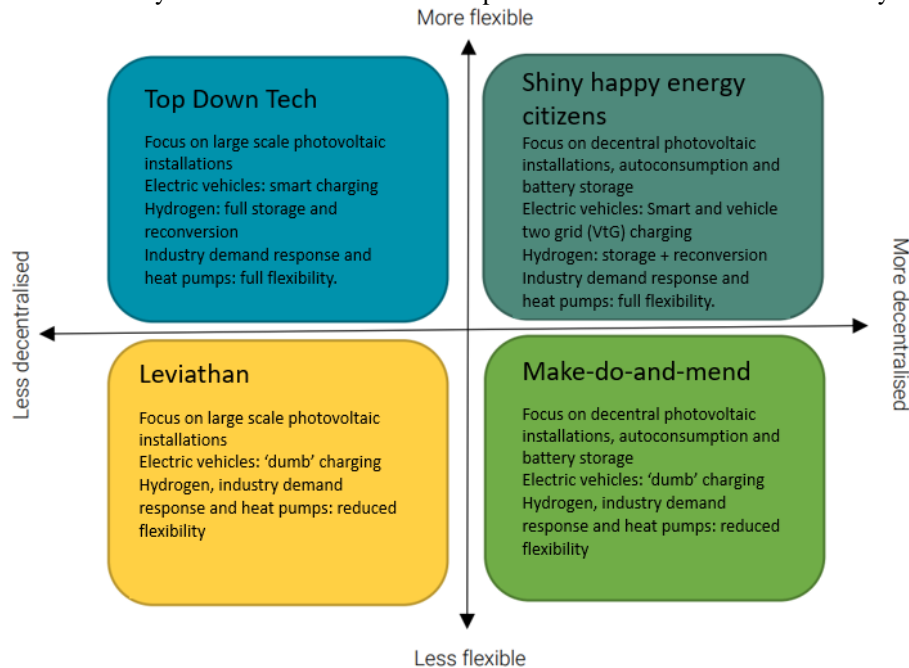 More flexible
Top Down Tech
Focus on large scale photovoltaic
installations
Electric vehicles: smart charging
Hydrogen: full storage and
reconversion
Industry demand response and
heat pumps: full flexibility.
Shiny happy energy
citizens
Focus on decentral photovoltaic
installations, autoconsumption and
battery storage
Electric vehicles: Smart and vehicle
two grid (VtG) charging
Hydrogen: storage + reconversion
Industry demand response and
heat pumps: full flexibility.
Less decentralised
More decentralised
Leviathan
Focus on large scale photovoltaic
installations
Electric vehicles: ‘dumb’ charging
Hydrogen, industry demand
response and heat pumps: reduced
flexibility
Make-do-and-mend
Focus on decentral photovoltaic
installations, autoconsumption and
battery storage
Electric vehicles: ‘dumb’ charging
Hydrogen, industry demand
response and heat pumps: reduced
flexibility
Less flexible